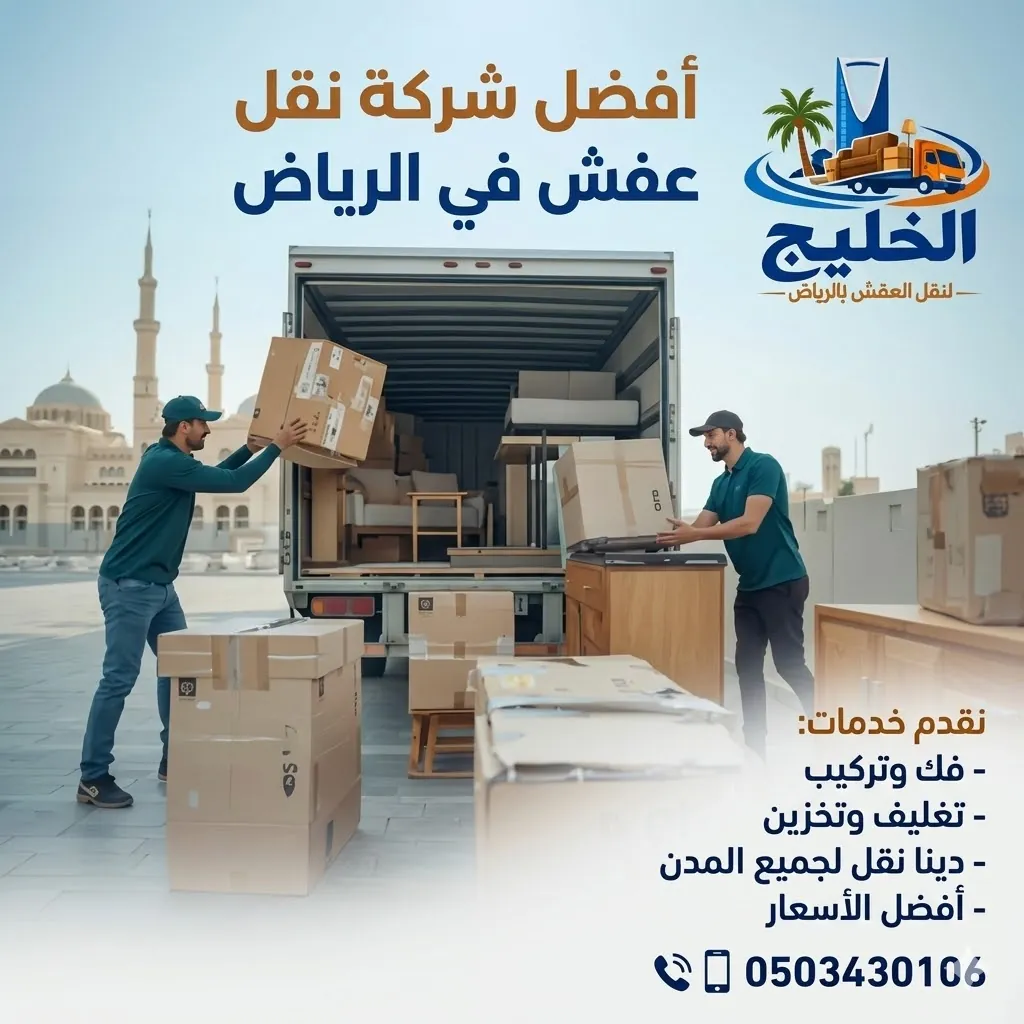 أفضل شركة نقل
عفش في الرياض
الخليج
لنقل العفش بالرياض
نقدم خدمات:
- فك وتركيب
- تغليف وتخزين
- دينا نقل لجميع المدن
- أفضل الأسعار
0503430106